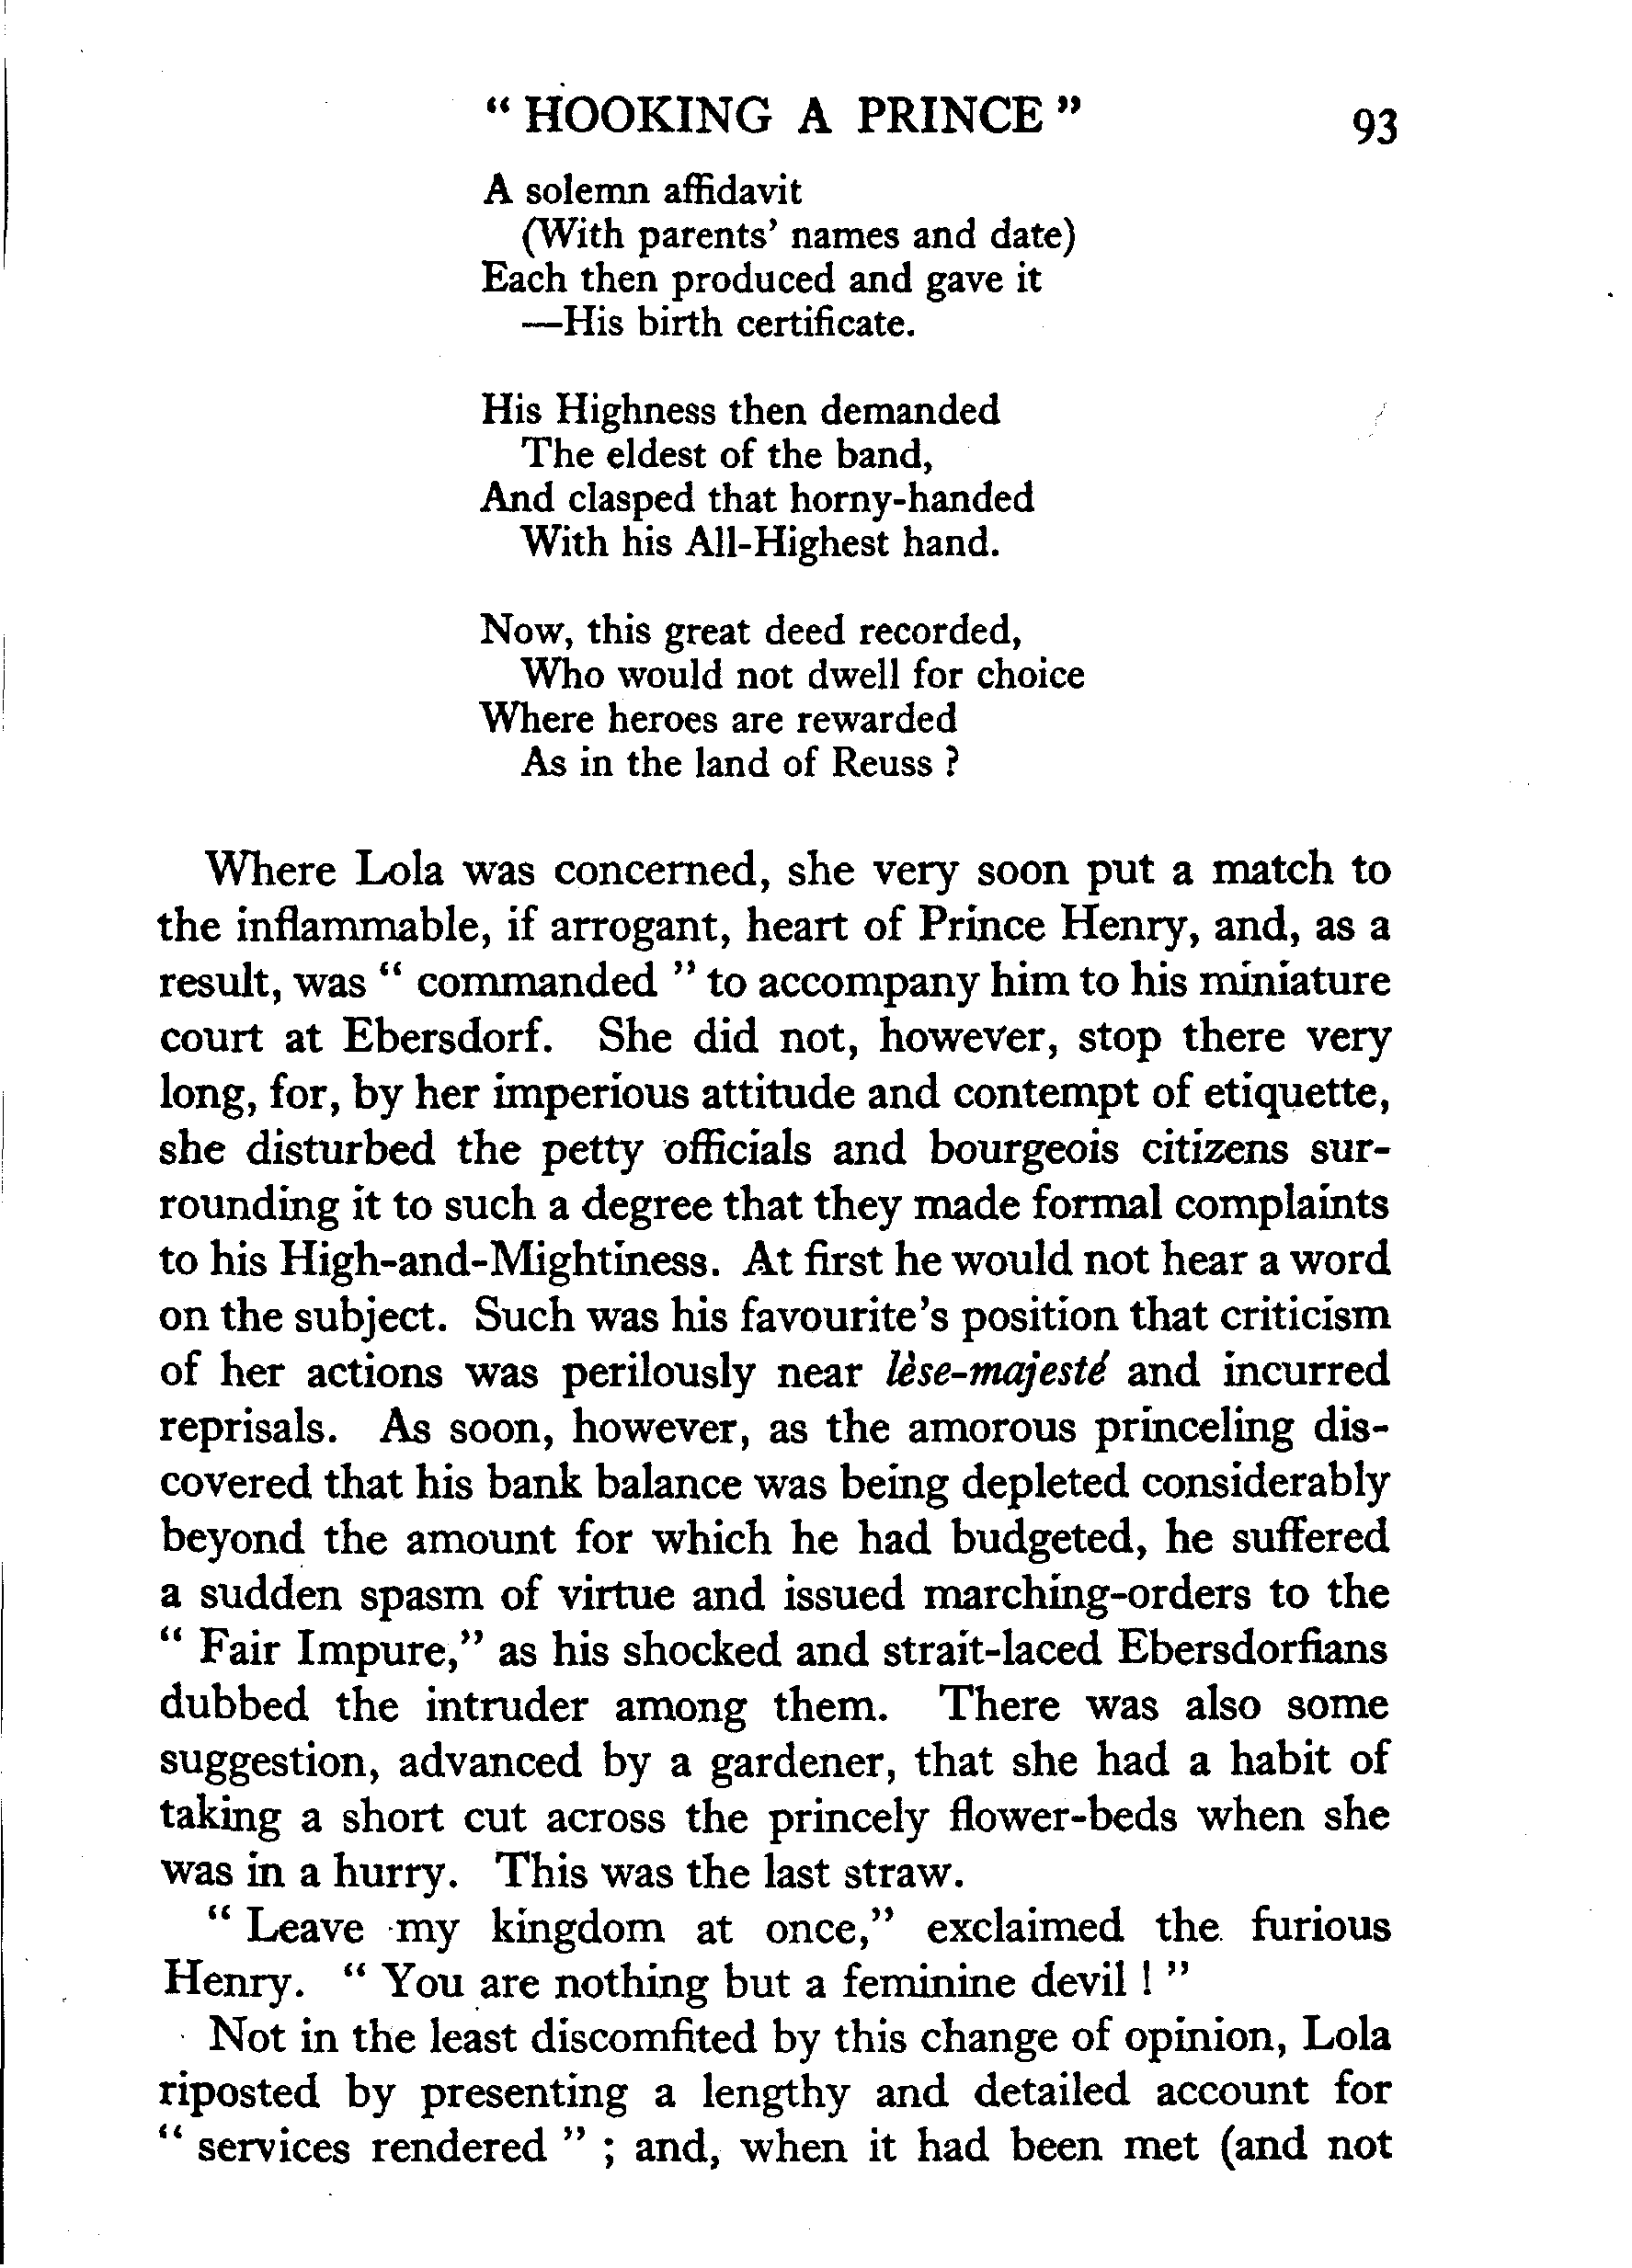 " HOOKING A PRINCE "
93
A solemn affidavit
(With parents' names and date)
Each then produced and gave it
—His birth certificate.
His Highness then demanded
The eldest of the band,
And clasped that horny-handed
With his All-Highest hand.
Now, this great deed recorded,
Who would not dwell for choice
Where heroes are rewarded
As in the land of Reuss ?
Where Lola was concerned, she very soon put a match to
the inflammable, if arrogant, heart of Prince Henry, and, as a
result, was " commanded " to accompany him to his miniature
court at Ebersdorf. She did not, however, stop there very
long, for, by her imperious attitude and contempt of etiquette,
she disturbed the petty officials and bourgeois citizens sur-
rounding it to such a degree that they made formal complaints
to his High-and-Mightiness. At first he would not hear a word
on the subject. Such was his favourite's position that criticism
of her actions was perilously near lèse-majesté and incurred
reprisals. As soon, however, as the amorous princeling dis-
covered that his bank balance was being depleted considerably
beyond the amount for which he had budgeted, he suffered
a sudden spasm of virtue and issued marching-orders to the
" Fair Impure," as his shocked and strait-laced Ebersdorfians
dubbed the intruder among them. There was also some
suggestion, advanced by a gardener, that she had a habit of
taking a short cut across the princely flower-beds when she
was in a hurry. This was the last straw.
" Leave my kingdom at once," exclaimed the furious
Henry. " You are nothing but a feminine devil ! "
Not in the least discomfited by this change of opinion, Lola
riposted by presenting a lengthy and detailed account for
" services rendered " ; and, when it had been met (and not